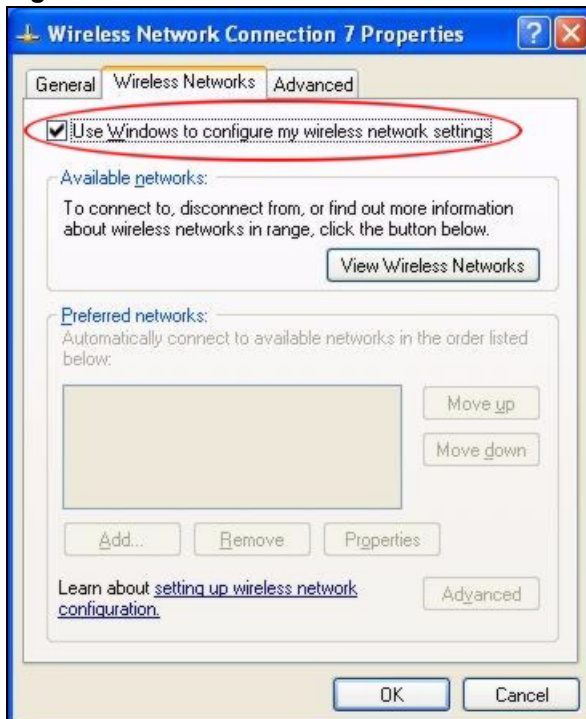 Wireless Network Connection 7 Properties
General Wireless Networks Advanced
Use Windows to configure my wireless network settings
Available networks:
To connect to, disconnect from, or find out more information
about wireless networks in range, click the button below.
View Wireless Networks
Preferred networks:
Automatically connect to available networks in the order listed
below:
Move up
Move down
Add... Remove Properties
Learn about setting up wireless network
configuration.
Advanced
OK Cancel